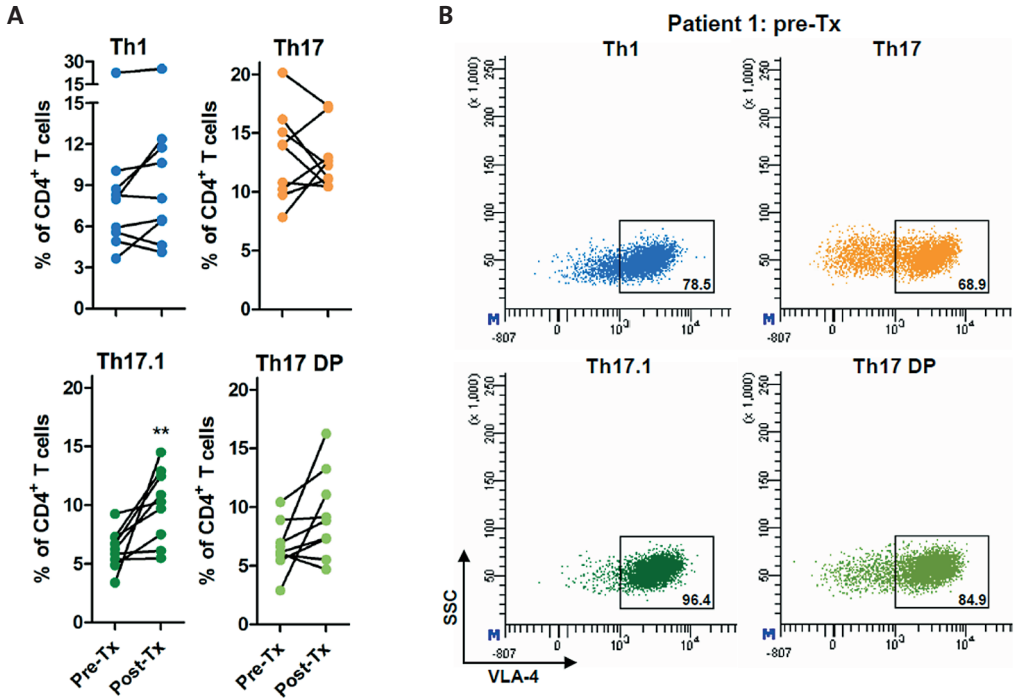 A
Th1
% of CD4+ T cells
30
15
15
12
9
6
3
0
Th17
% of CD4+ T cells
20
15
10
5
0
Th17.1
% of CD4+ T cells
20
15
10
5
0
**
Pre-Tx
Post-Tx
Th17 DP
% of CD4+ T cells
20
15
10
5
0
Pre-Tx
Post-Tx
B
Patient 1: pre-Tx
Th1
(x 1,000)
250
200
150
100
50
78.5
M
-807
0
10³
10⁴
Th17
(x 1,000)
250
200
150
100
50
68.9
M
-807
0
10³
10⁴
Th17.1
(x 1,000)
250
200
150
100
50
96.4
M
-807
0
10³
10⁴
Th17 DP
(x 1,000)
250
200
150
100
50
84.9
M
-807
0
10³
10⁴
SSC
VLA-4